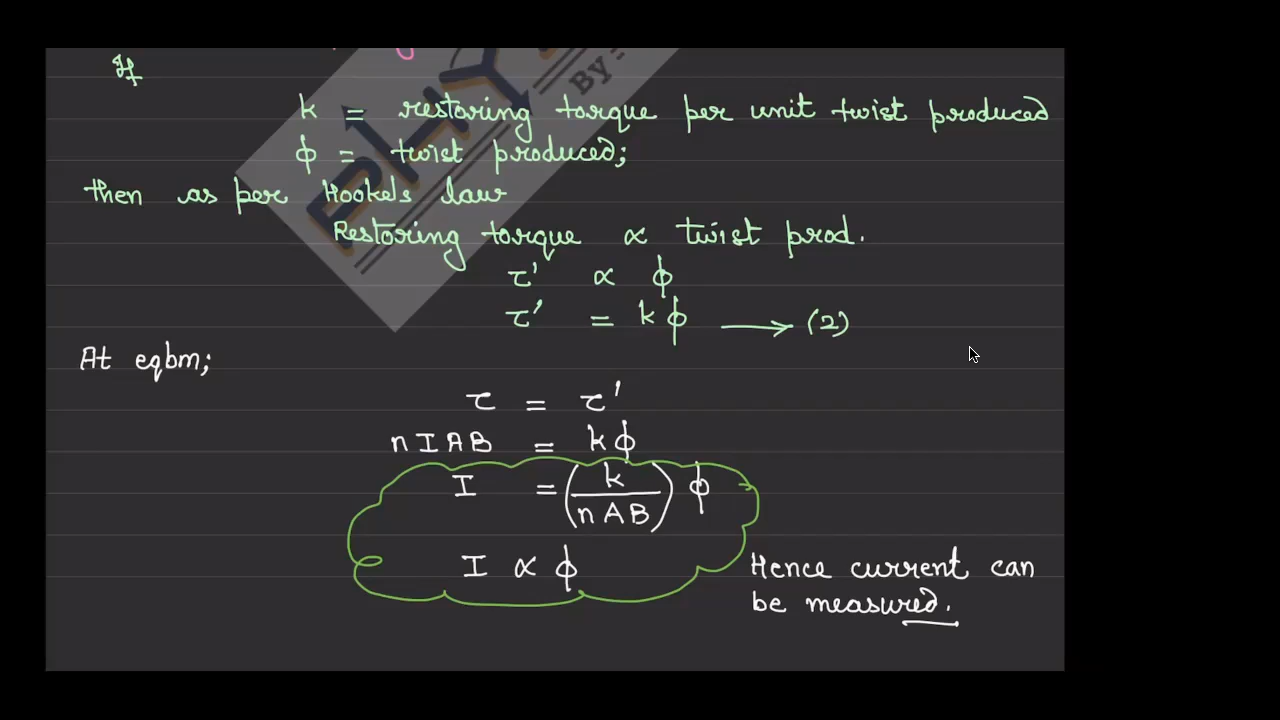 If
k = restoring torque per unit twist produced
ϕ = twist produced;
then as per Hooke's law
Restoring torque ∝ twist prod.
τ' ∝ ϕ
τ' = kϕ ⟶ (2)
At eqbm;
τ = τ'
nIAB = kϕ
I = (k/nAB) ϕ
I ∝ ϕ
Hence current can
be measured.
By: